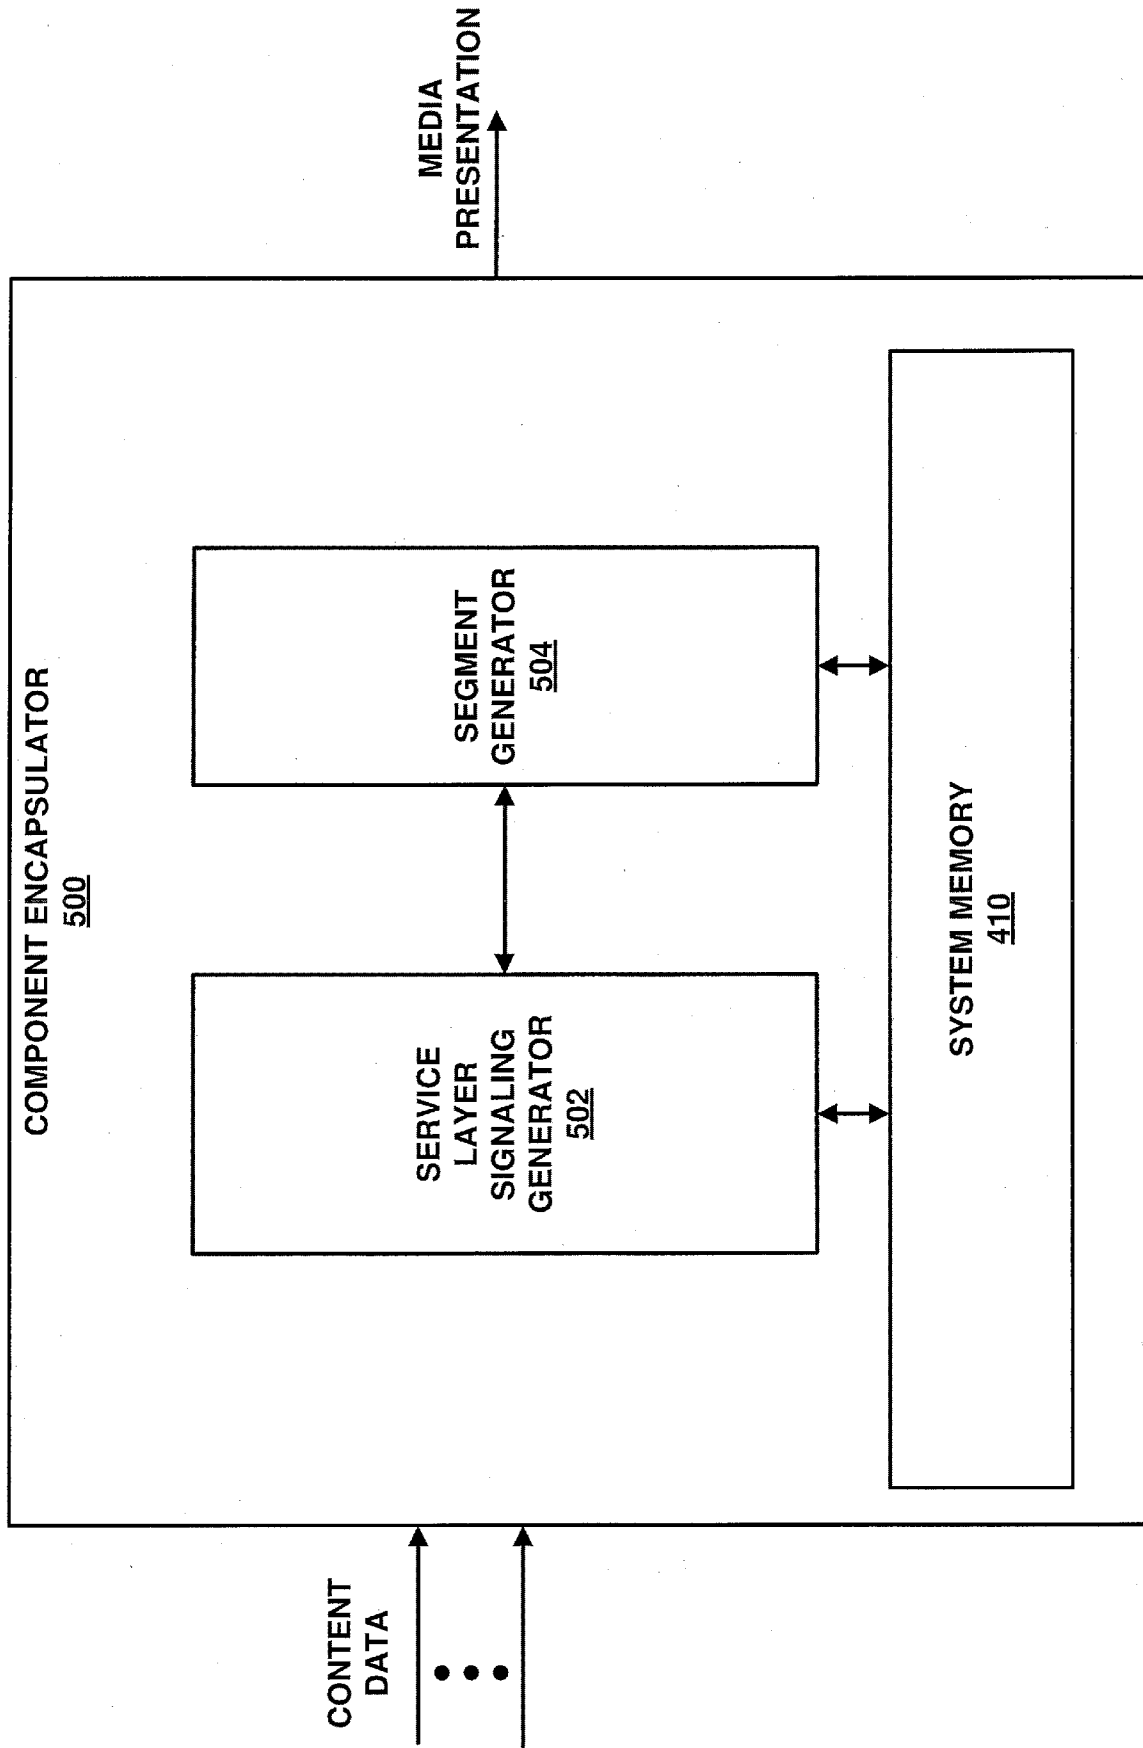 COMPONENT ENCAPSULATOR
500
CONTENT
DATA
SERVICE
LAYER
SIGNALING
GENERATOR
502
SEGMENT
GENERATOR
504
MEDIA
PRESENTATION
SYSTEM MEMORY
410